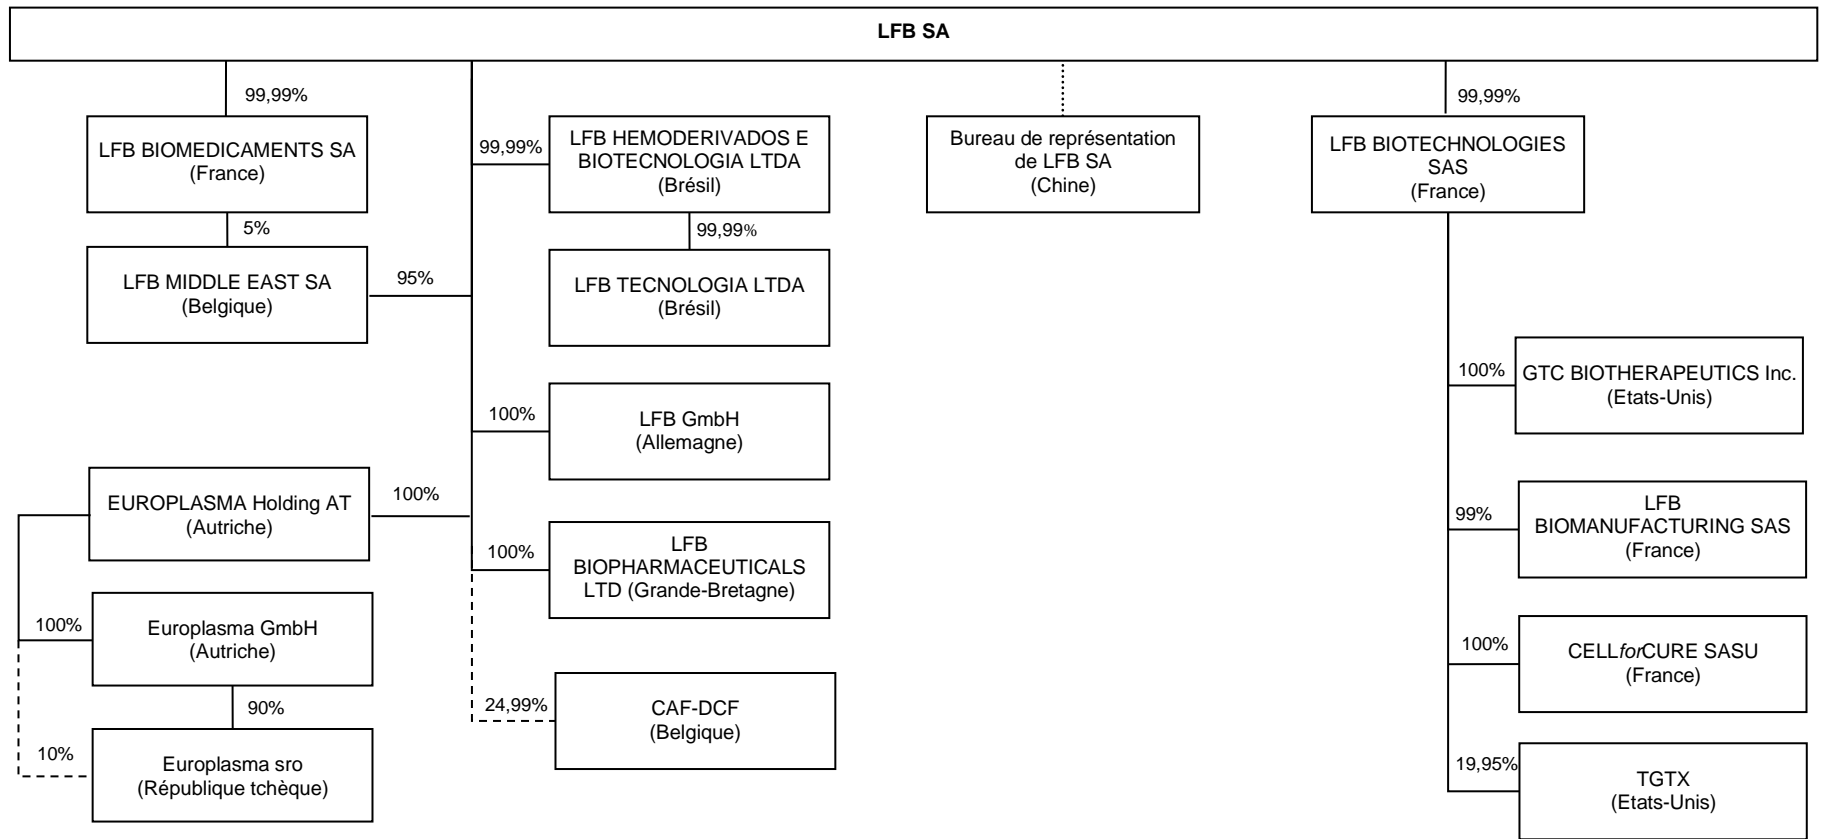 LFB SA
99,99%
LFB BIOMEDICAMENTS SA
(France)
5%
LFB MIDDLE EAST SA
(Belgique)
95%
99,99%
LFB HEMODERIVADOS E
BIOTECNOLOGIA LTDA
(Brésil)
99,99%
LFB TECNOLOGIA LTDA
(Brésil)
100%
LFB GmbH
(Allemagne)
EUROPLASMA Holding AT
(Autriche)
100%
100%
LFB
BIOPHARMACEUTICALS
LTD (Grande-Bretagne)
100%
Europlasma GmbH
(Autriche)
90%
10%
Europlasma sro
(République tchèque)
24,99%
CAF-DCF
(Belgique)
Bureau de représentation
de LFB SA
(Chine)
99,99%
LFB BIOTECHNOLOGIES
SAS
(France)
100%
GTC BIOTHERAPEUTICS Inc.
(Etats-Unis)
99%
LFB
BIOMANUFACTURING SAS
(France)
100%
CELLforCURE SASU
(France)
19,95%
TGTX
(Etats-Unis)